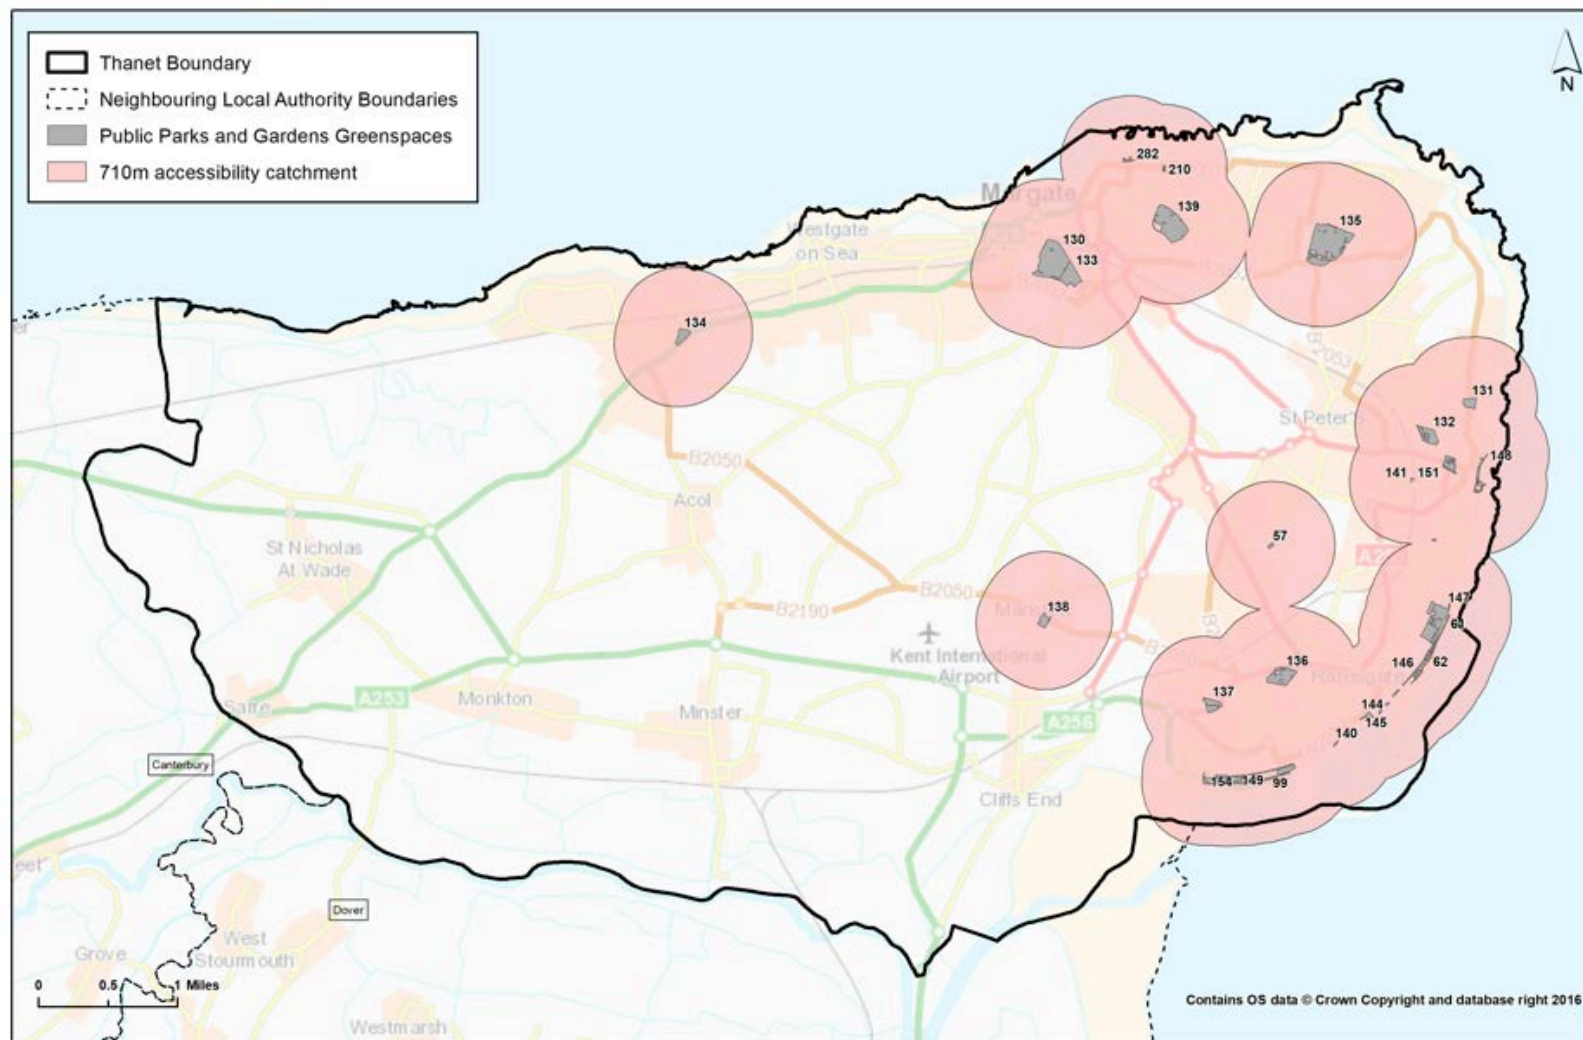 Thanet Boundary
Neighbouring Local Authority Boundaries
Public Parks and Gardens Greenspaces
710m accessibility catchment
N
282
210
Margate
139
135
Westgate
on Sea
130
133
134
B2053
131
St Peter's
132
148
141
151
B2050
Acol
57
St Nicholas
At Wade
B2050
B2190
138
147
Kent International
Airport
136
146
62
Ramsgate
137
A253
Monkton
Sarre
Minster
144
145
A256
140
Canterbury
154
149
99
Cliffs End
Dover
West
Stourmouth
Grove
0 0.5 1 Miles
Contains OS data © Crown Copyright and database right 2016
Westmarsh